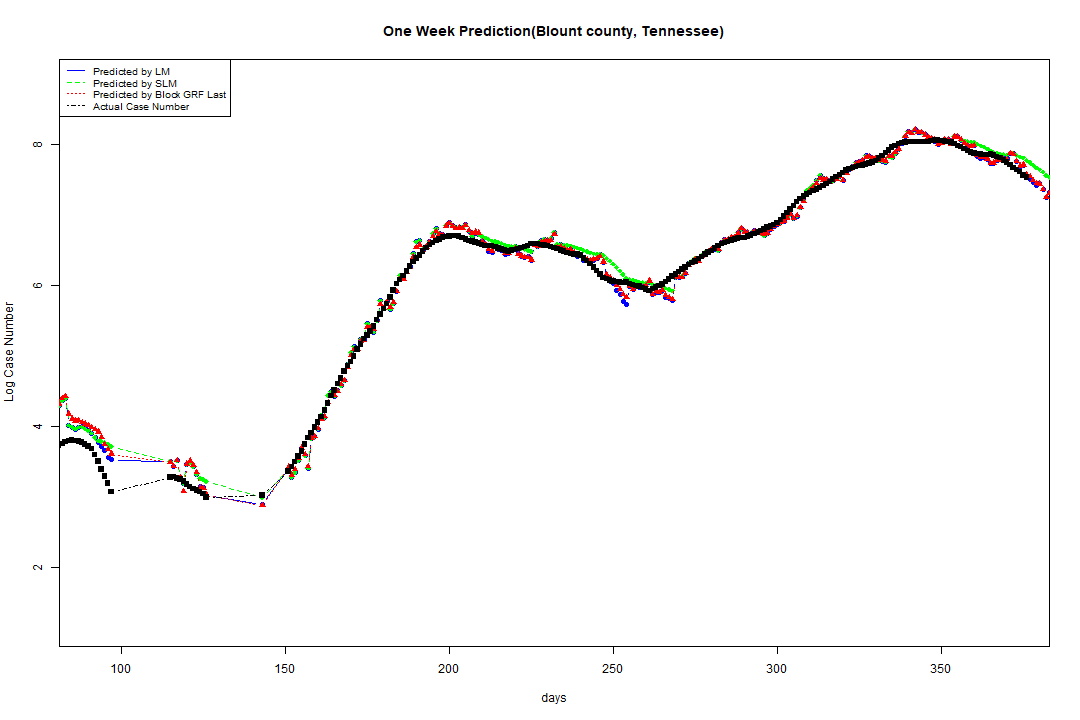 One Week Prediction(Blount county, Tennessee)
Predicted by LM
Predicted by SLM
Predicted by Block GRF Last
Actual Case Number
Log Case Number
8
6
4
2
100 150 200 250 300 350
days